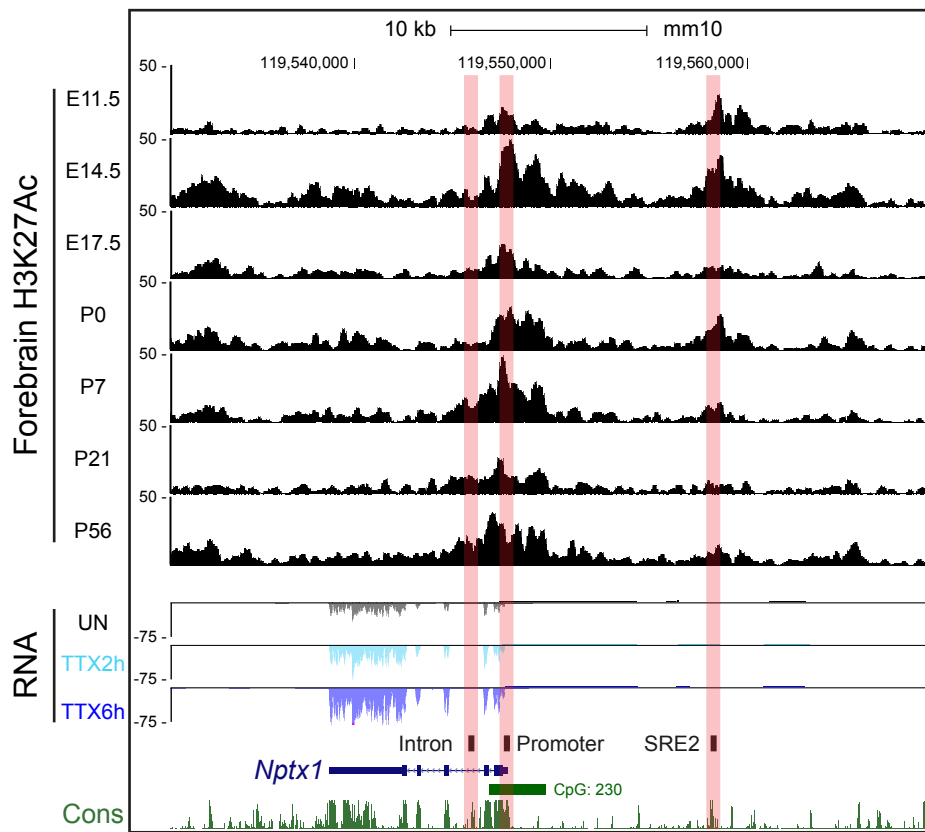 10 kb mm10
50 - 119,540,000 119,550,000 119,560,000
Forebrain H3K27Ac
E11.5
50 -
E14.5
50 -
E17.5
50 -
P0
50 -
P7
50 -
P21
50 -
P56
RNA
UN
-75 -
TTX2h
-75 -
TTX6h
-75 -
Intron Promoter SRE2
Nptx1
CpG: 230
Cons